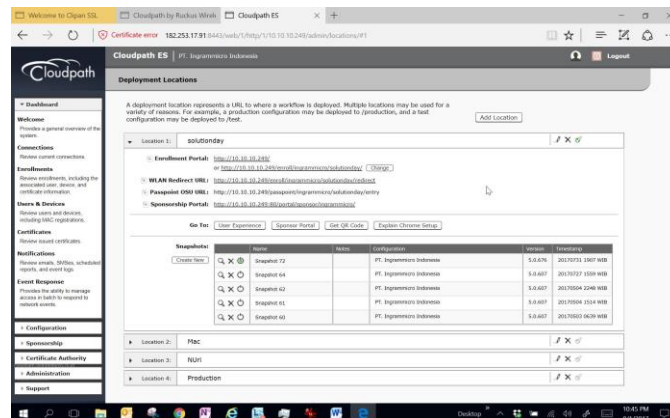 Welcome to Clipan SSL
Cloudpath by Ruckus Wirele
Cloudpath ES
Certificate error
182.253.17.91:8443/web/1/http/1/10.10.10.249/admin/locations/#1
Cloudpath
Cloudpath ES | PT. Ingrammicro Indonesia
Logout
Deployment Locations
Dashboard
Welcome
Provides a general overview of the system.
Connections
Review current connections.
Enrollments
Review enrollments, including the associated user, device, and certificate information.
Users & Devices
Review users and devices, including MAC registrations.
Certificates
Review issued certificates.
Notifications
Review emails, SMSes, scheduled reports, and event logs.
Event Response
Provides the ability to manage access in batch to respond to network events.
Configuration
Sponsorship
Certificate Authority
Administration
Support
A deployment location represents a URL to where a workflow is deployed. Multiple locations may be used for a
variety of reasons. For example, a production configuration may be deployed to /production, and a test
configuration may be deployed to /test.
Add Location
Location 1: solutionday
Enrollment Portal: http://10.10.10.249/
or http://10.10.10.249/enroll/ingrammicro/solutionday/ Change
WLAN Redirect URL: http://10.10.10.249/enroll/ingrammicro/solutionday/redirect
Passpoint OSU URL: http://10.10.10.249/passpoint/ingrammicro/solutionday/entry
Sponsorship Portal: http://10.10.10.249:80/portal/sponsor/ingrammicro/
Go To: User Experience Sponsor Portal Get QR Code Explain Chrome Setup
Snapshots:
Create New
Name Notes Configuration Version Timestamp
Snapshot 72 PT. Ingrammicro Indonesia 5.0.676 20170731 1907 WIB
Snapshot 64 PT. Ingrammicro Indonesia 5.0.607 20170727 1559 WIB
Snapshot 62 PT. Ingrammicro Indonesia 5.0.607 20170504 2248 WIB
Snapshot 61 PT. Ingrammicro Indonesia 5.0.607 20170504 1514 WIB
Snapshot 60 PT. Ingrammicro Indonesia 5.0.607 20170503 0639 WIB
Location 2: Mac
Location 3: NUri
Location 4: Production
Desktop
10:45 PM